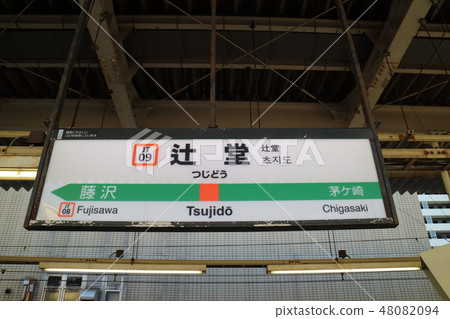 JT
09
辻堂
辻堂
츠지도
つじどう
藤沢
茅ケ崎
JT
08
Fujisawa
Tsujidō
Chigasaki
48082094